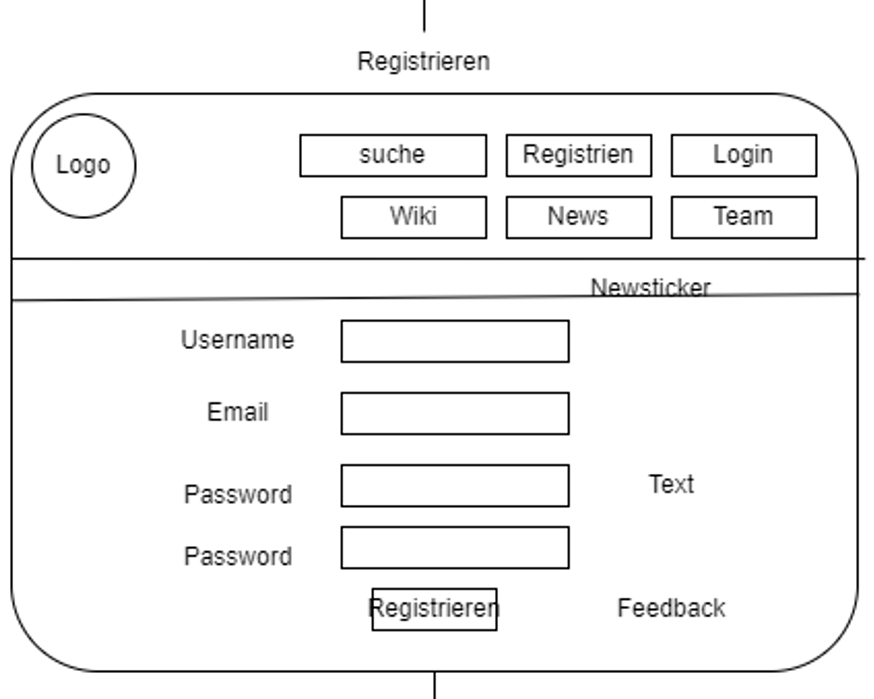 Registrieren
Logo
suche
Registrien
Login
Wiki
News
Team
Newsticker
Username
Email
Password
Text
Password
Registrieren
Feedback